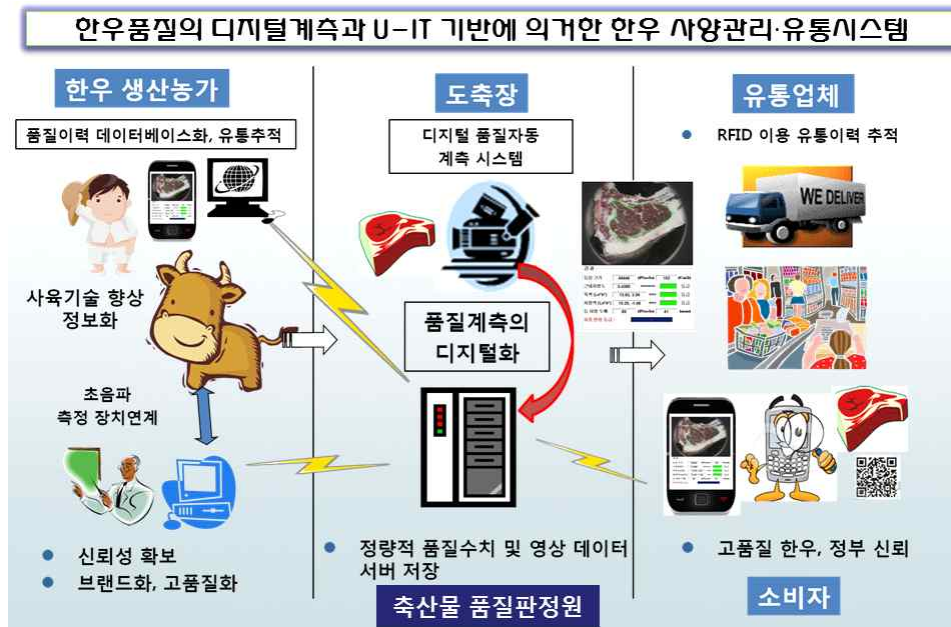 한우품질의 디지털계측과 U-IT 기반에 의거한 한우 사양관리·유통시스템
한우 생산농가
품질이력 데이터베이스화, 유통추적
사육기술 향상
정보화
초음파
측정 장치연계
● 신뢰성 확보
● 브랜드화, 고품질화
도축장
디지털 품질자동
계측 시스템
품질계측의
디지털화
● 정량적 품질수치 및 영상 데이터
서버 저장
축산물 품질판정원
유통업체
● RFID 이용 유통이력 추적
WE DELIVER
● 고품질 한우, 정부 신뢰
소비자